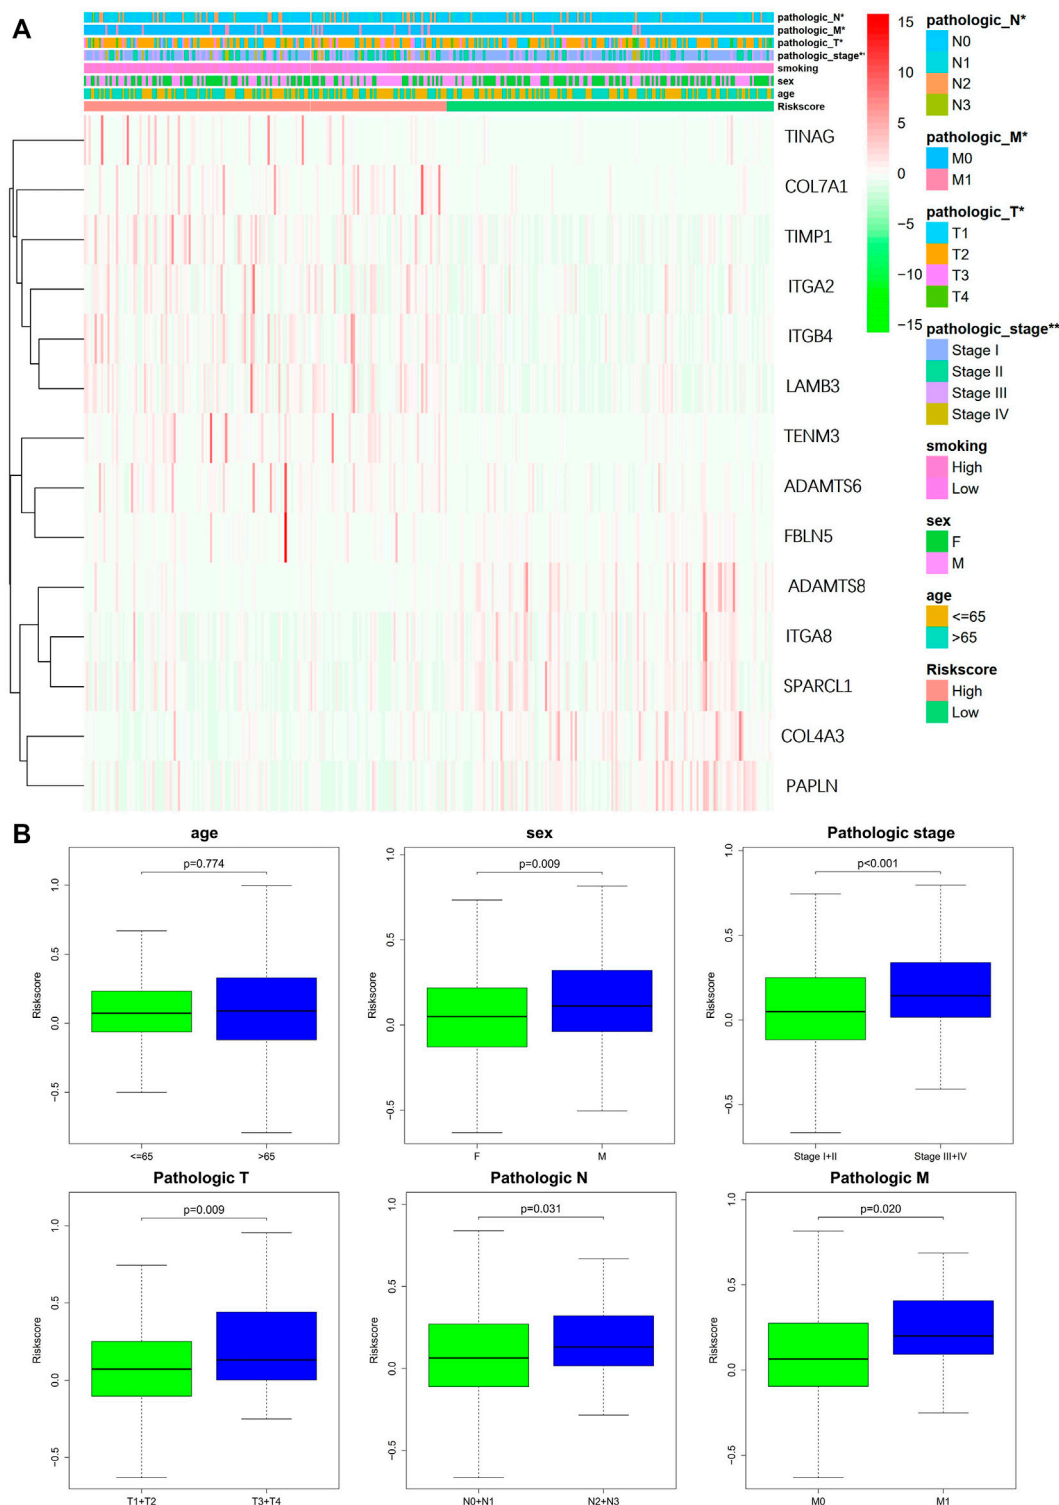 A
pathologic_N*
pathologic_M*
pathologic_T*
pathologic_stage**
smoking
sex
age
Riskscore
TINAG
COL7A1
TIMP1
ITGA2
ITGB4
LAMB3
TENM3
ADAMTS6
FBLN5
ADAMTS8
ITGA8
SPARCL1
COL4A3
PAPLN
15
10
5
0
−5
−10
−15
pathologic_N*
N0
N1
N2
N3
pathologic_M*
M0
M1
pathologic_T*
T1
T2
T3
T4
pathologic_stage**
Stage I
Stage II
Stage III
Stage IV
smoking
High
Low
sex
F
M
age
<=65
>65
Riskscore
High
Low
B
age
p=0.774
Riskscore
1.0
0.5
0.0
−0.5
<=65
>65
sex
p=0.009
Riskscore
1.0
0.5
0.0
−0.5
F
M
Pathologic stage
p<0.001
Riskscore
1.0
0.5
0.0
−0.5
Stage I+II
Stage III+IV
Pathologic T
p=0.009
Riskscore
1.0
0.5
0.0
−0.5
T1+T2
T3+T4
Pathologic N
p=0.031
Riskscore
1.0
0.5
0.0
−0.5
N0+N1
N2+N3
Pathologic M
p=0.020
Riskscore
1.0
0.5
0.0
−0.5
M0
M1